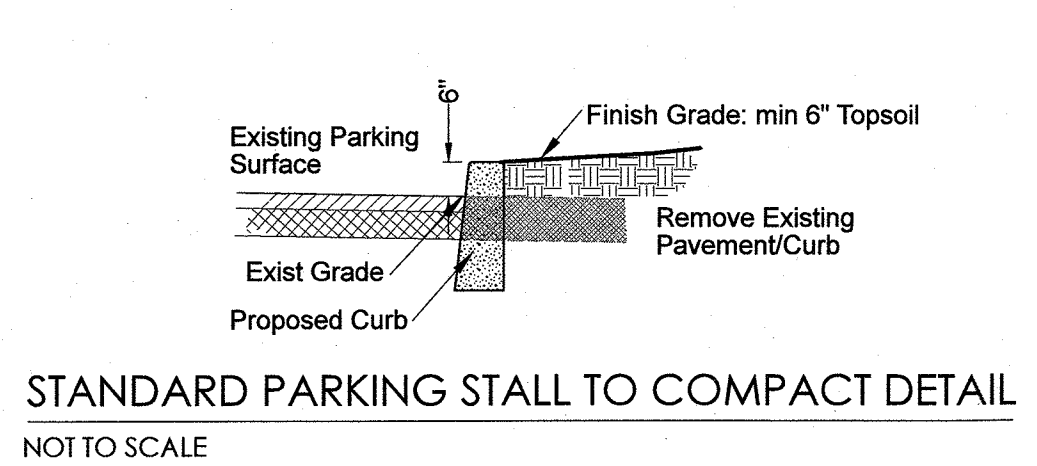 6"
Finish Grade: min 6" Topsoil
Existing Parking
Surface
Remove Existing
Pavement/Curb
Exist Grade
Proposed Curb
STANDARD PARKING STALL TO COMPACT DETAIL
NOT TO SCALE